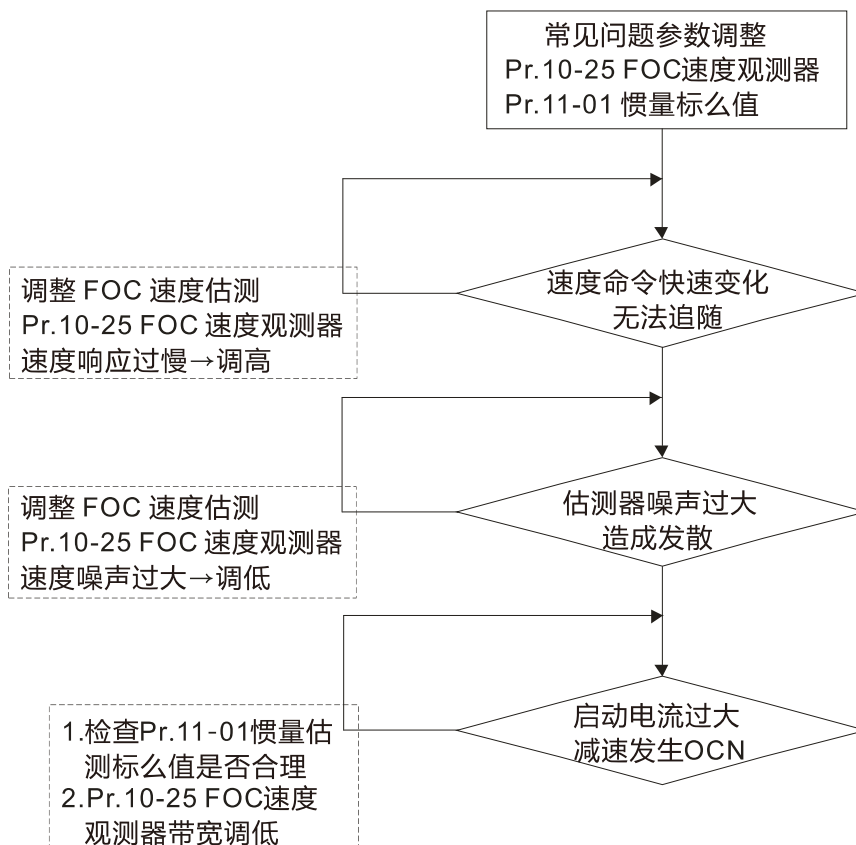 常见问题参数调整
Pr.10-25 FOC速度观测器
Pr.11-01 惯量标么值
速度命令快速变化
无法追随
调整 FOC 速度估测
Pr.10-25 FOC 速度观测器
速度响应过慢→调高
估测器噪声过大
造成发散
调整 FOC 速度估测
Pr.10-25 FOC 速度观测器
速度噪声过大→调低
启动电流过大
减速发生OCN
1.检查Pr.11-01惯量估
测标么值是否合理
2.Pr.10-25 FOC速度
观测器带宽调低